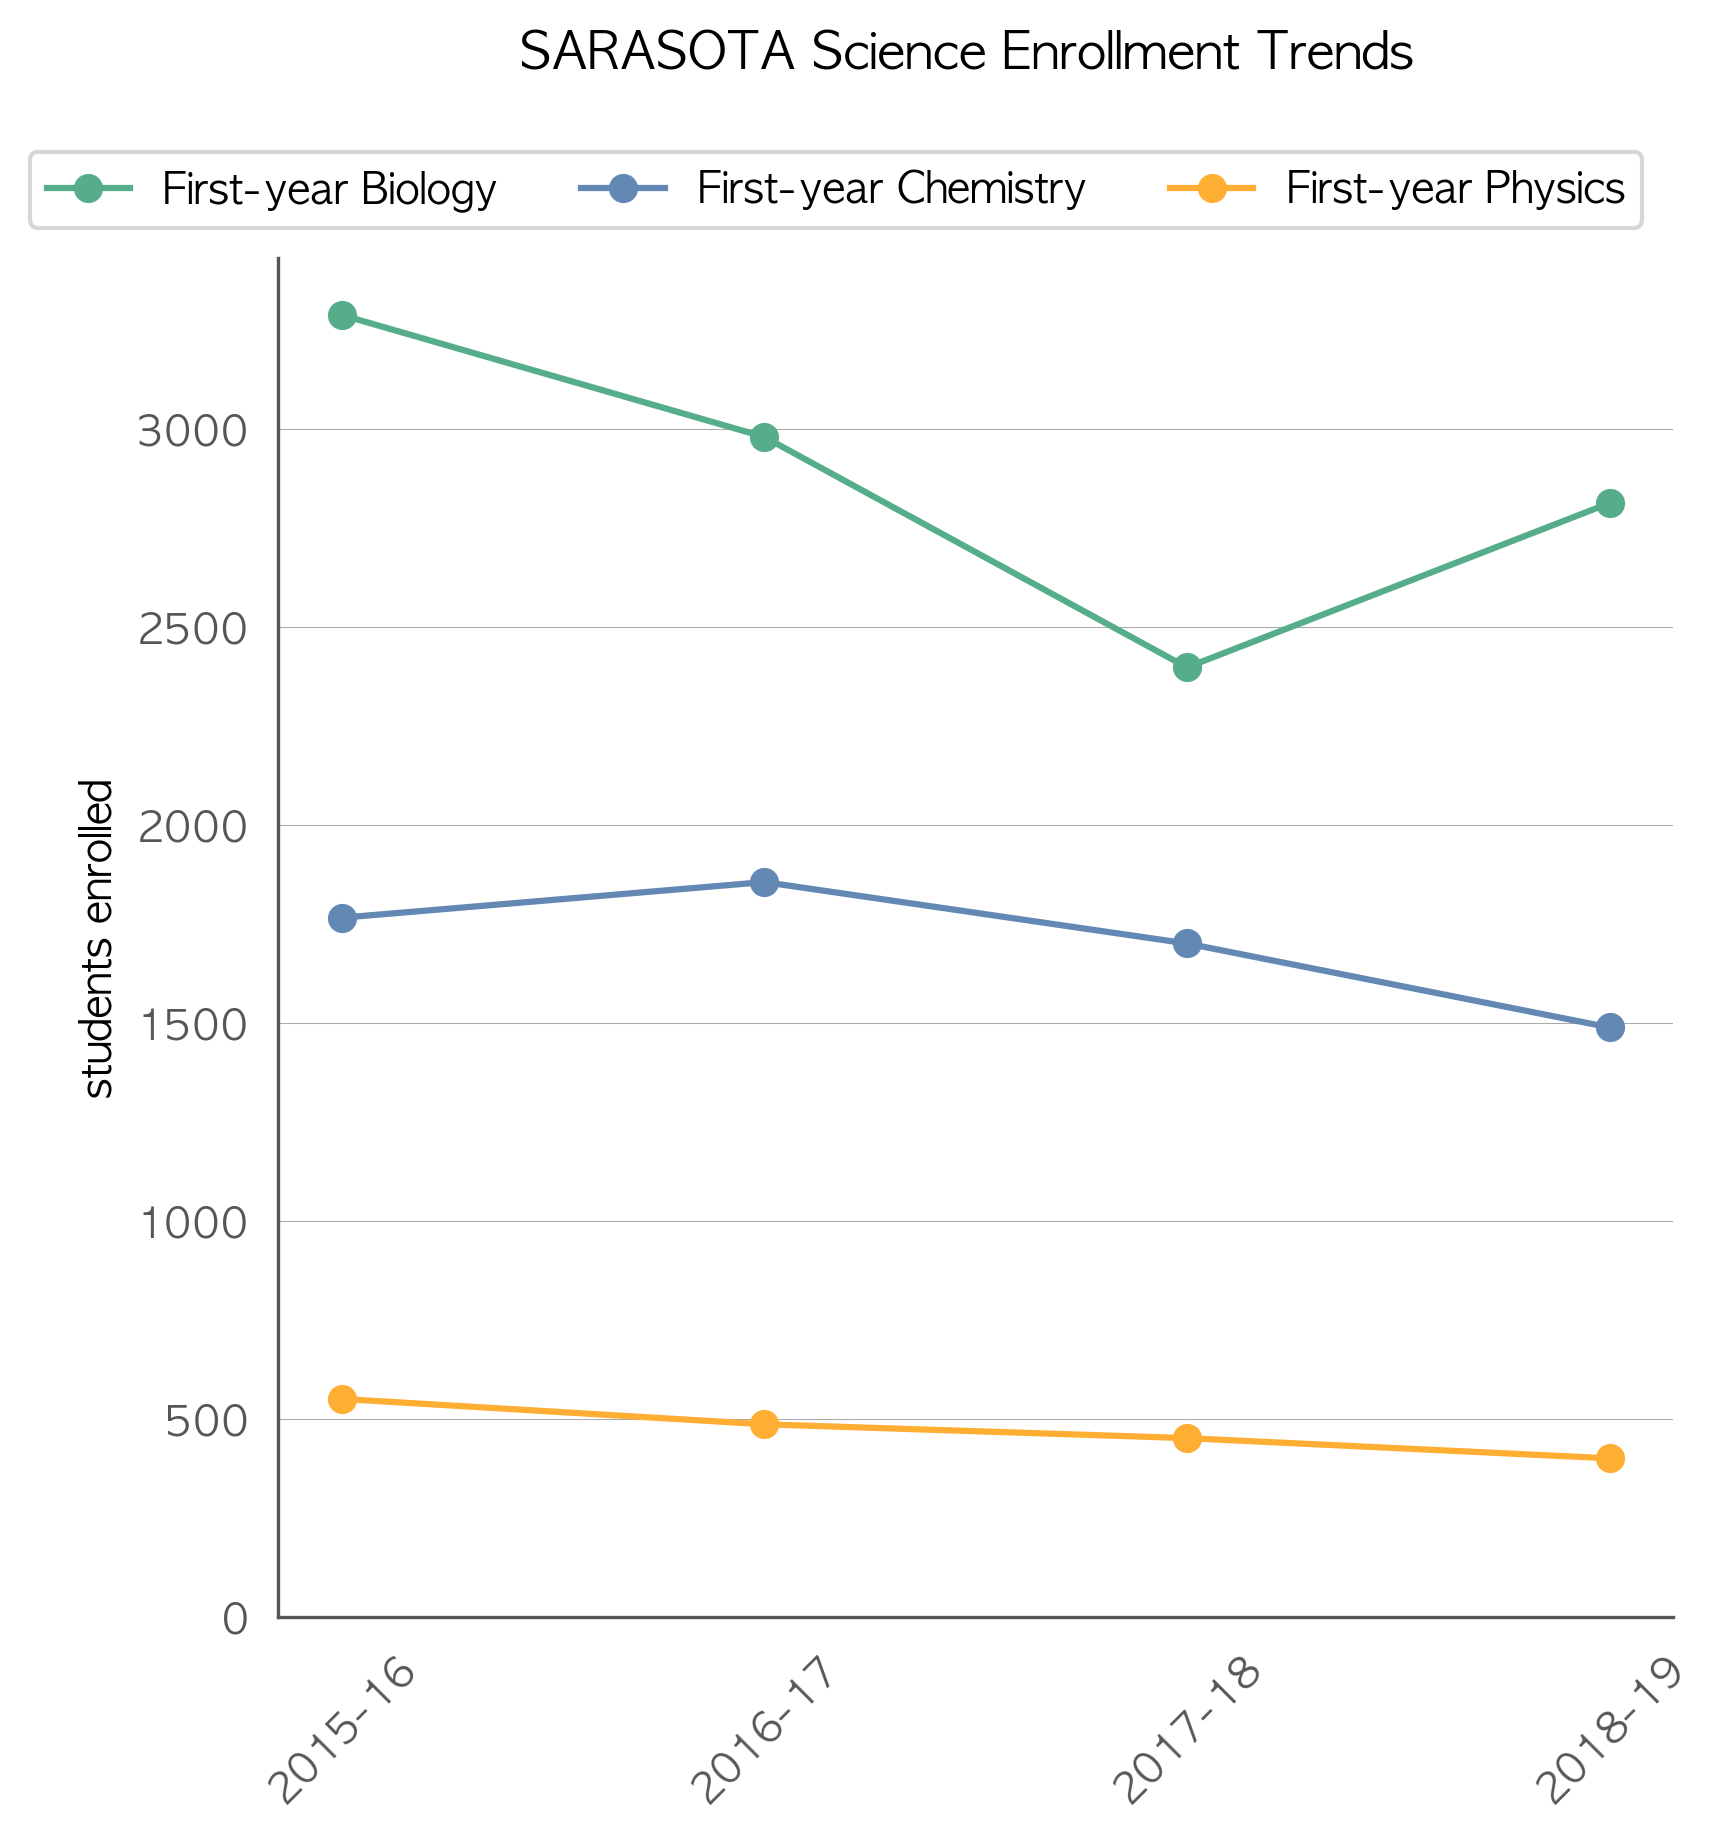 SARASOTA Science Enrollment Trends
First-year Biology
First-year Chemistry
First-year Physics
3000
2500
2000
1500
1000
500
0
students enrolled
2015-16
2016-17
2017-18
2018-19